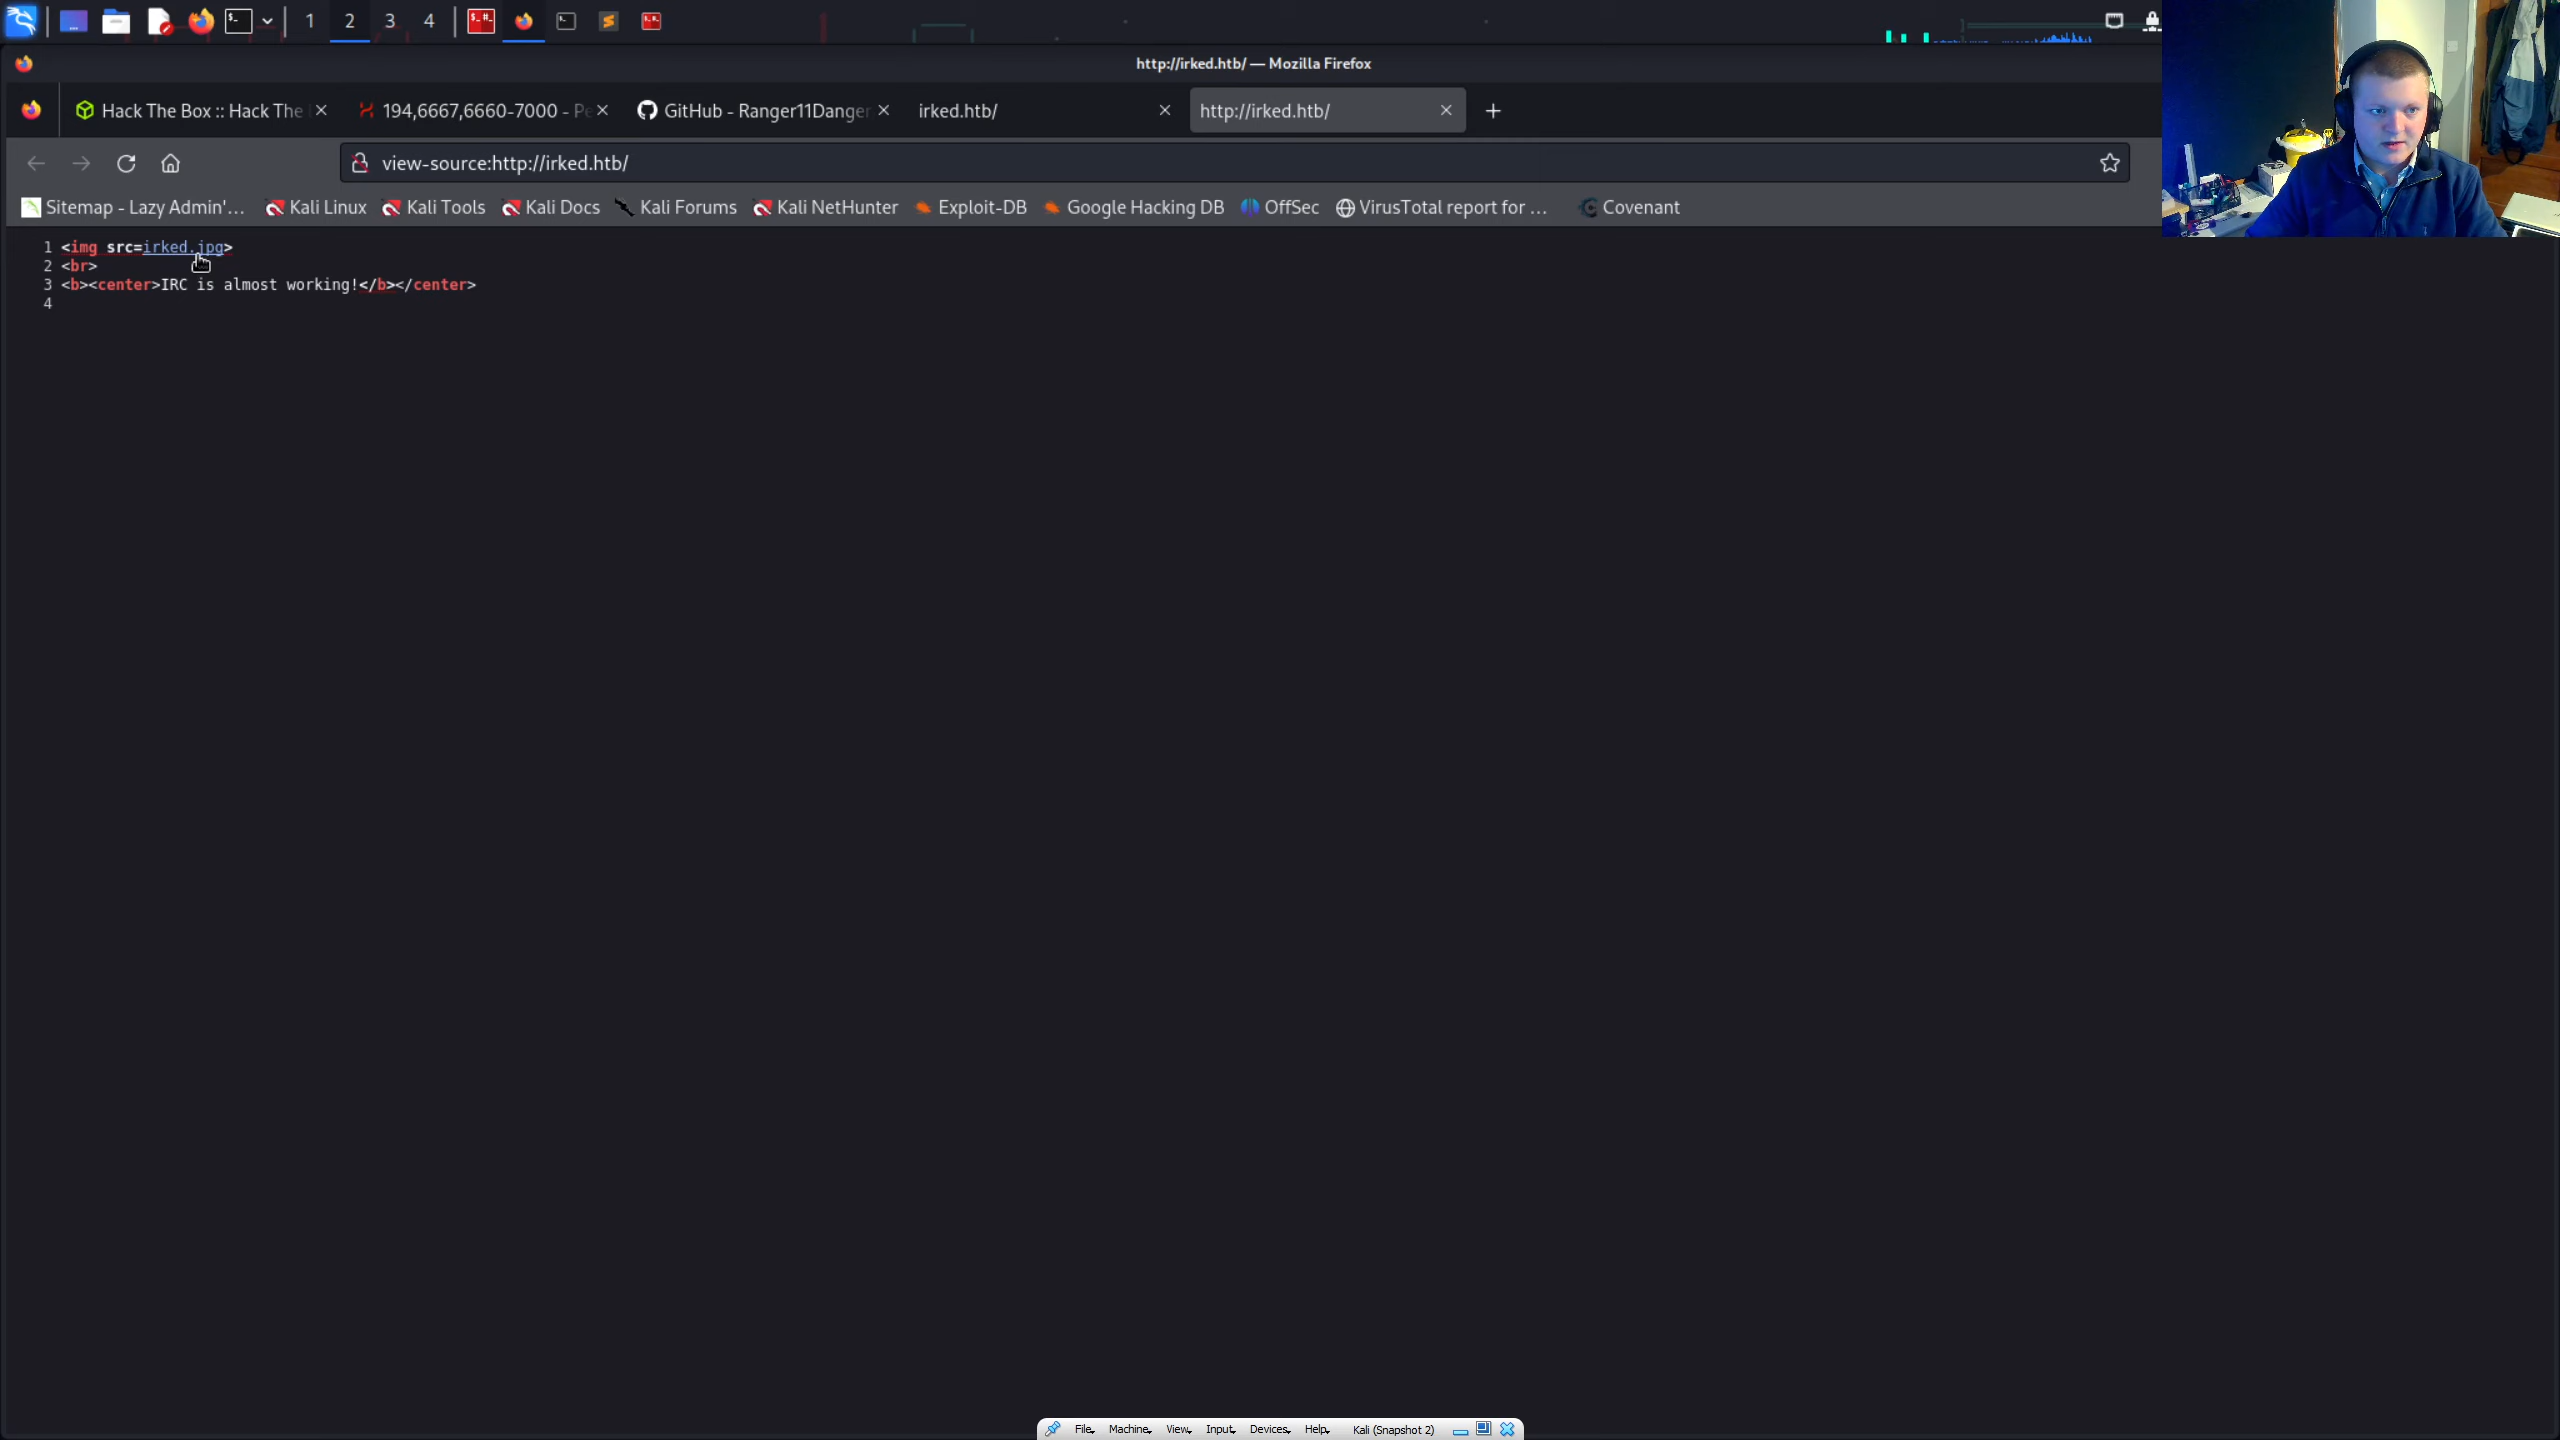 1 2 3 4
http://irked.htb/ — Mozilla Firefox
Hack The Box :: Hack The 194,6667,6660-7000 - Pe GitHub - Ranger11Danger irked.htb/ http://irked.htb/
view-source:http://irked.htb/
Sitemap - Lazy Admin'... Kali Linux Kali Tools Kali Docs Kali Forums Kali NetHunter Exploit-DB Google Hacking DB OffSec VirusTotal report for ... Covenant
1 <img src=irked.jpg>
2 <br>
3 <b><center>IRC is almost working!</b></center>
4
File Machine View Input Devices Help Kali (Snapshot 2)